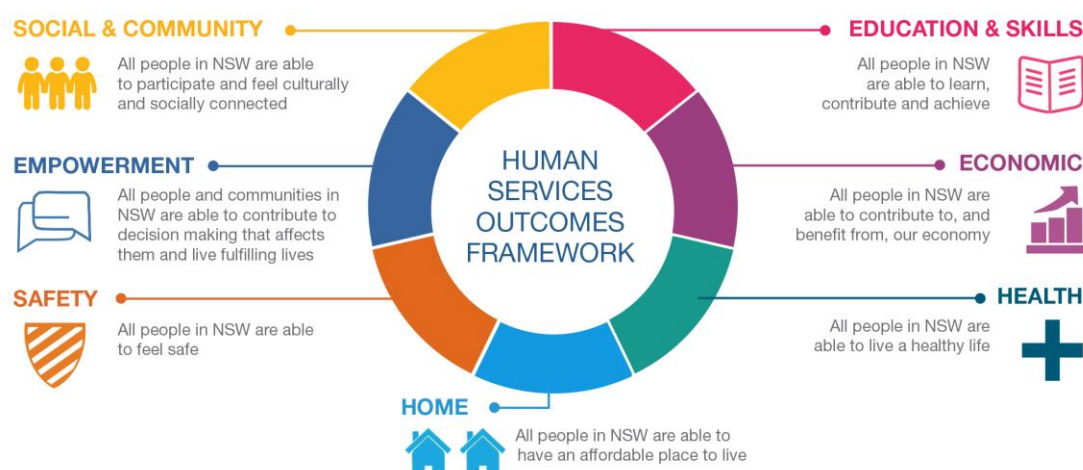 SOCIAL & COMMUNITY
All people in NSW are able
to participate and feel culturally
and socially connected
EMPOWERMENT
All people and communities in
NSW are able to contribute to
decision making that affects
them and live fulfilling lives
SAFETY
All people in NSW are able
to feel safe
HUMAN
SERVICES
OUTCOMES
FRAMEWORK
EDUCATION & SKILLS
All people in NSW
are able to learn,
contribute and achieve
ECONOMIC
All people in NSW are
able to contribute to, and
benefit from, our economy
HEALTH
All people in NSW are
able to live a healthy life
HOME
All people in NSW are able to
have an affordable place to live